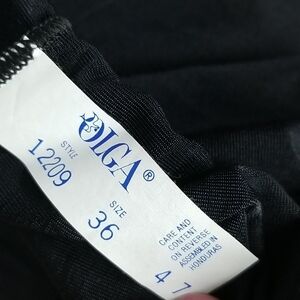 OLGA®
STYLE
12209
SIZE
36
CARE AND
CONTENT
ON REVERSE
ASSEMBLED IN
HONDURAS
4 7